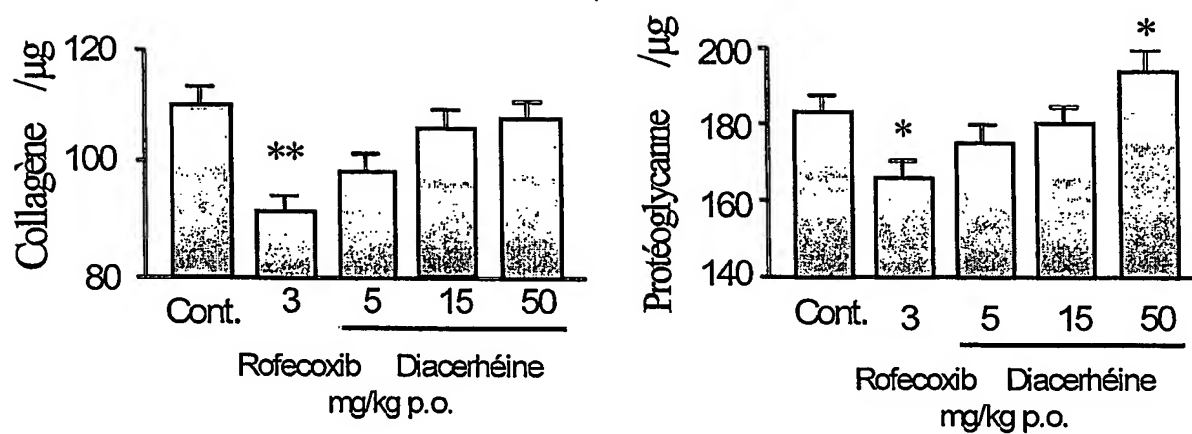 Collagène /µg
120
100
80
**
Cont. 3 5 15 50
Rofecoxib Diacerhéine
mg/kg p.o.
Protéoglycanne /µg
200
180
160
140
*
*
Cont. 3 5 15 50
Rofecoxib Diacerhéine
mg/kg p.o.